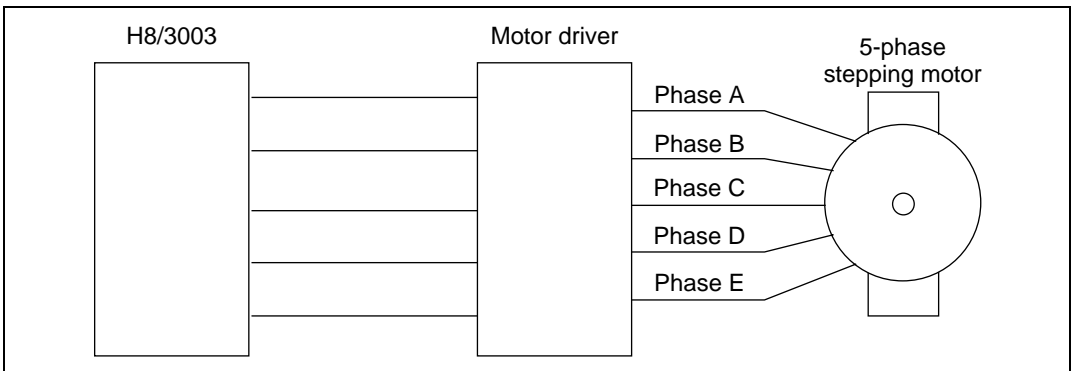 H8/3003
Motor driver
5-phase
stepping motor
Phase A
Phase B
Phase C
Phase D
Phase E